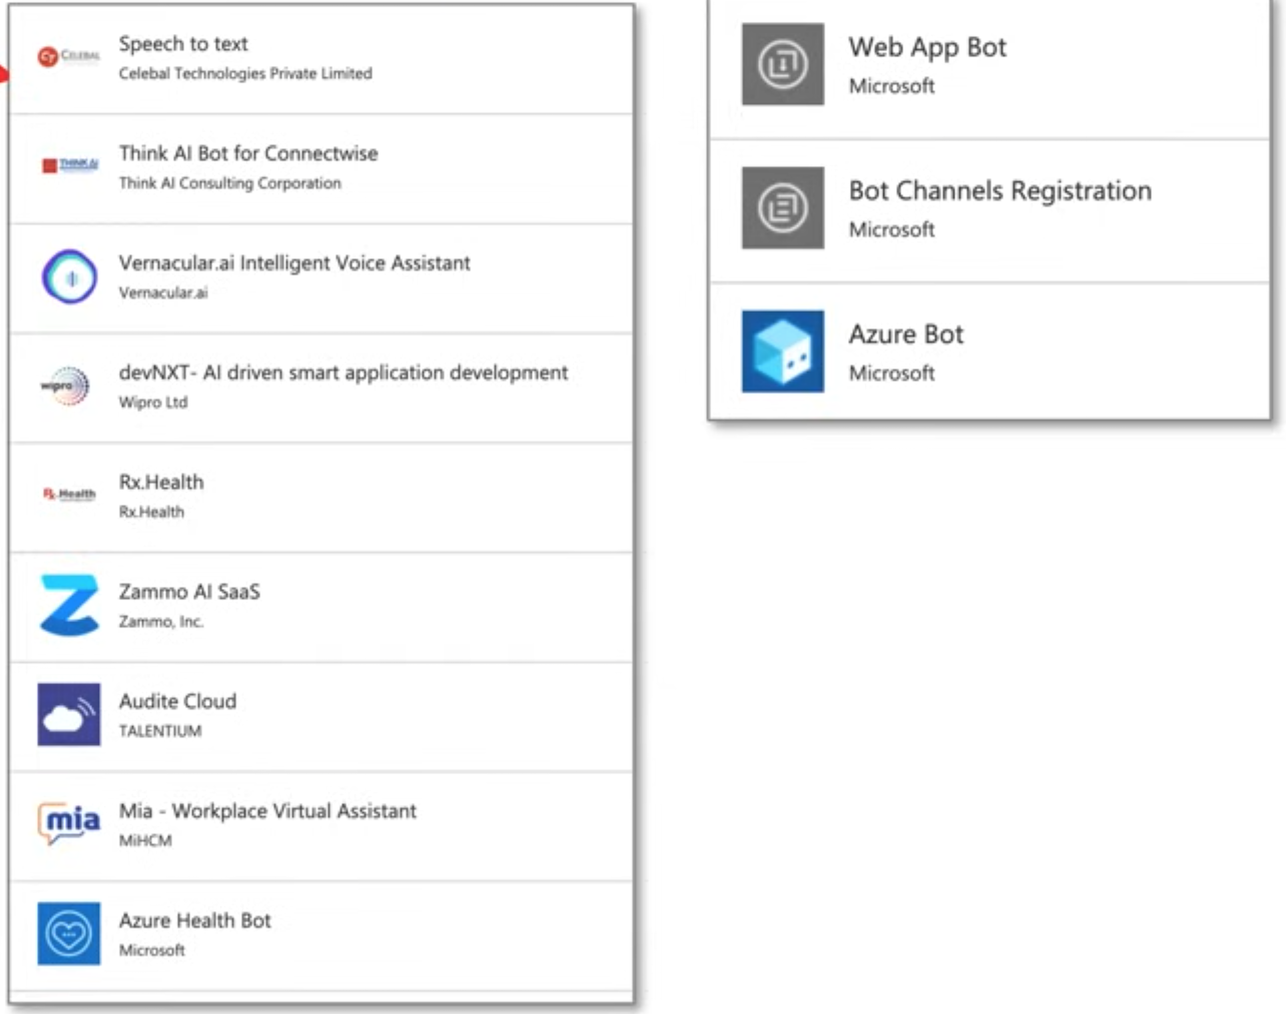 CT CELEBAL
Speech to text
Celebal Technologies Private Limited
THINK AI
Think AI Bot for Connectwise
Think AI Consulting Corporation
Vernacular.ai Intelligent Voice Assistant
Vernacular.ai
wipro
devNXT- AI driven smart application development
Wipro Ltd
Rx.Health
Rx.Health
Rx.Health
Zammo AI SaaS
Zammo, Inc.
Audite Cloud
TALENTIUM
mia
Mia - Workplace Virtual Assistant
MiHCM
Azure Health Bot
Microsoft
Web App Bot
Microsoft
Bot Channels Registration
Microsoft
Azure Bot
Microsoft